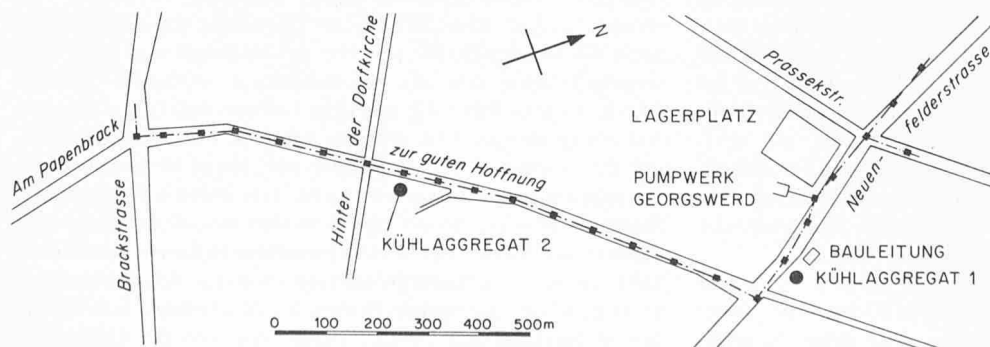 N
Prassekstr.
felderstrasse
Neuen-
LAGERPLATZ
PUMPWERK
GEORGSWERD
BAULEITUNG
KÜHLAGGREGAT 1
Am Papenbrack
Brackstrasse
Hinter der Dorfkirche
zur guten Hoffnung
KÜHLAGGREGAT 2
0 100 200 300 400 500m